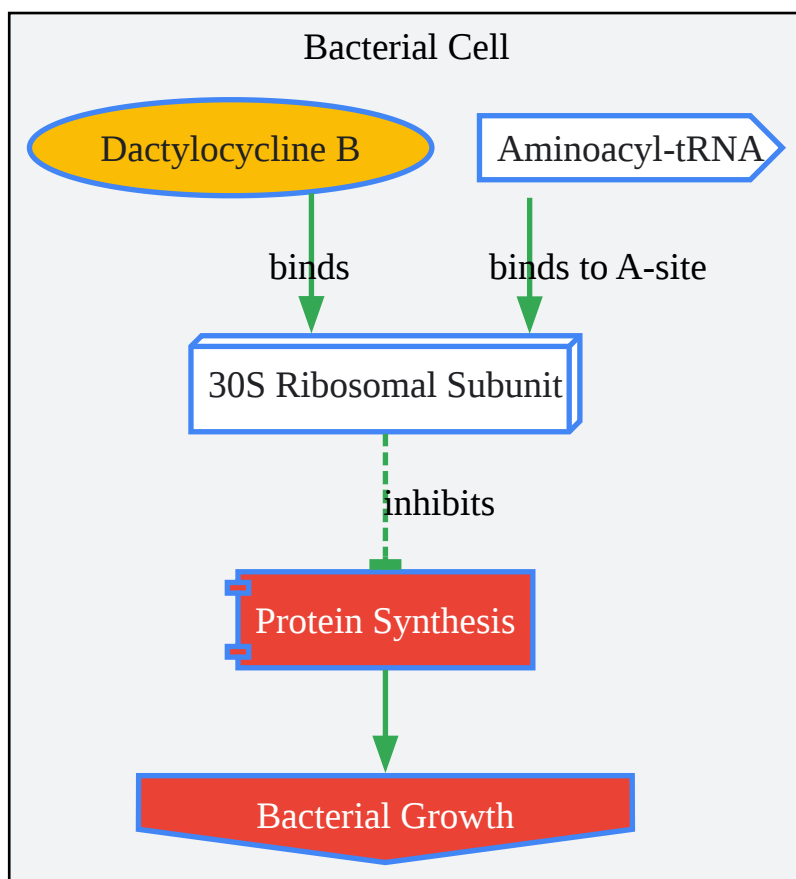 Bacterial Cell
Dactylocycline B
Aminoacyl-tRNA
binds
binds to A-site
30S Ribosomal Subunit
inhibits
Protein Synthesis
Bacterial Growth